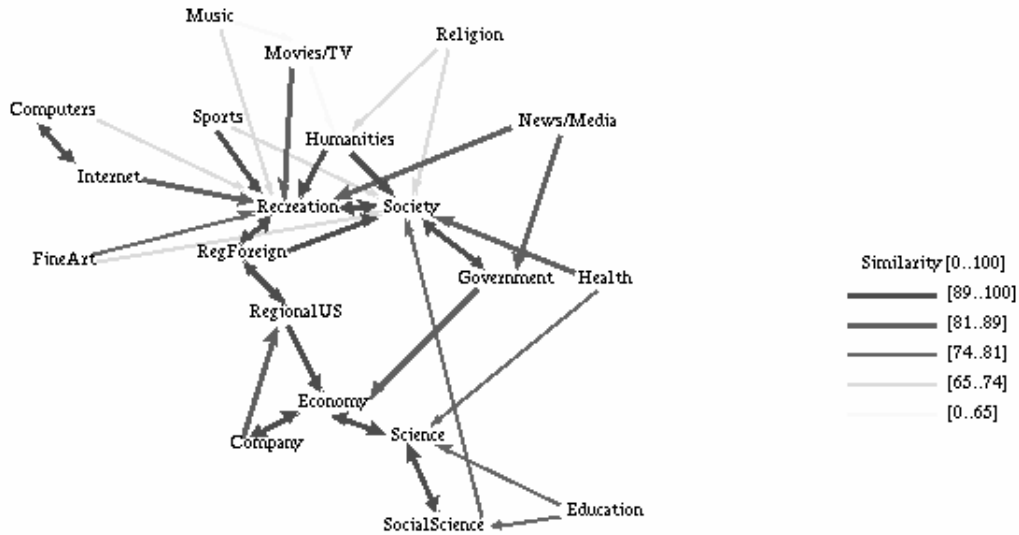 Music
Movies/TV
Religion
Computers
Sports
Humanities
News/Media
Internet
Recreation
Society
FineArt
RegForeign
Government
Health
RegionalUS
Economy
Company
Science
SocialScience
Education
Similarity [0..100]
[89..100]
[81..89]
[74..81]
[65..74]
[0..65]